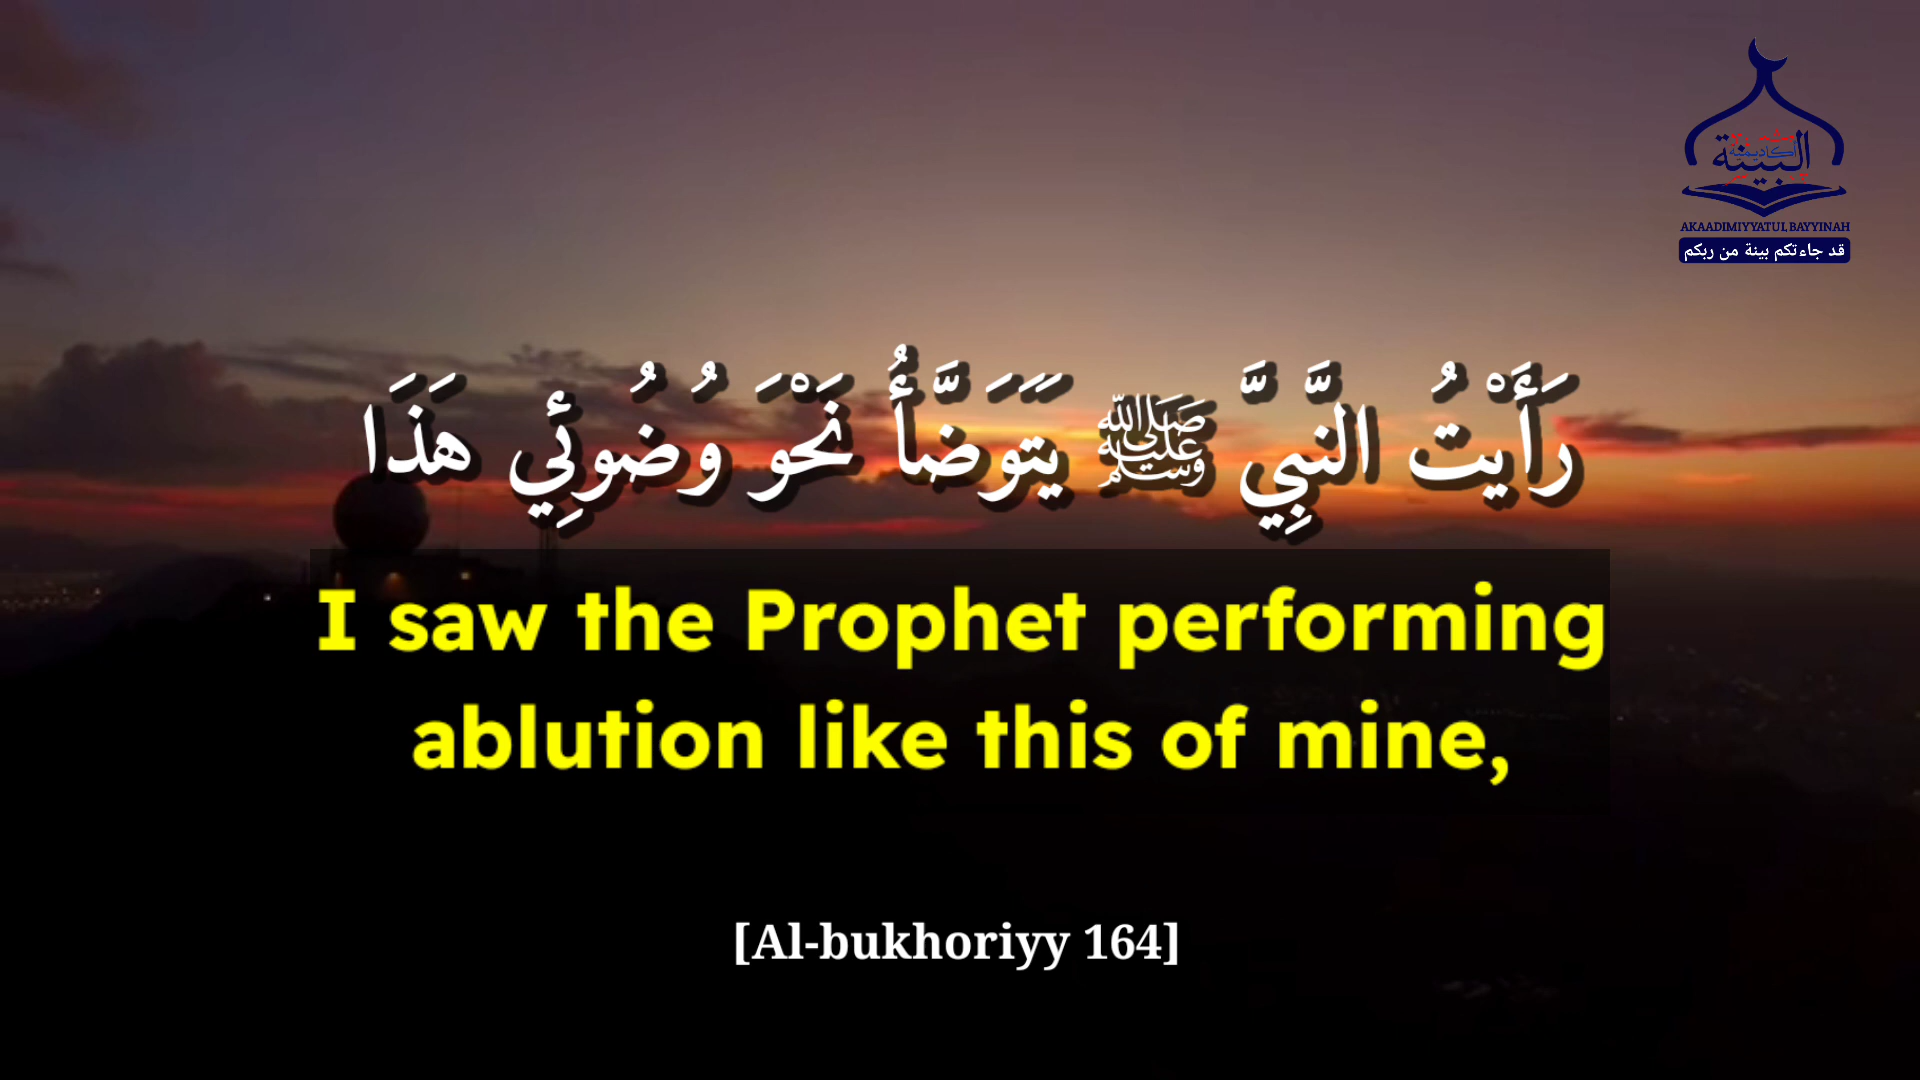 البينة
أكاديمية
AKAADIMIYYATUL BAYYINAH
قد جاءتكم بينة من ربكم
رَأَيْتُ النَّبِيَّ ﷺ يَتَوَضَّأُ نَحْوَ وُضُوئِي هَذَا
I saw the Prophet performing
ablution like this of mine,
[Al-bukhoriyy 164]